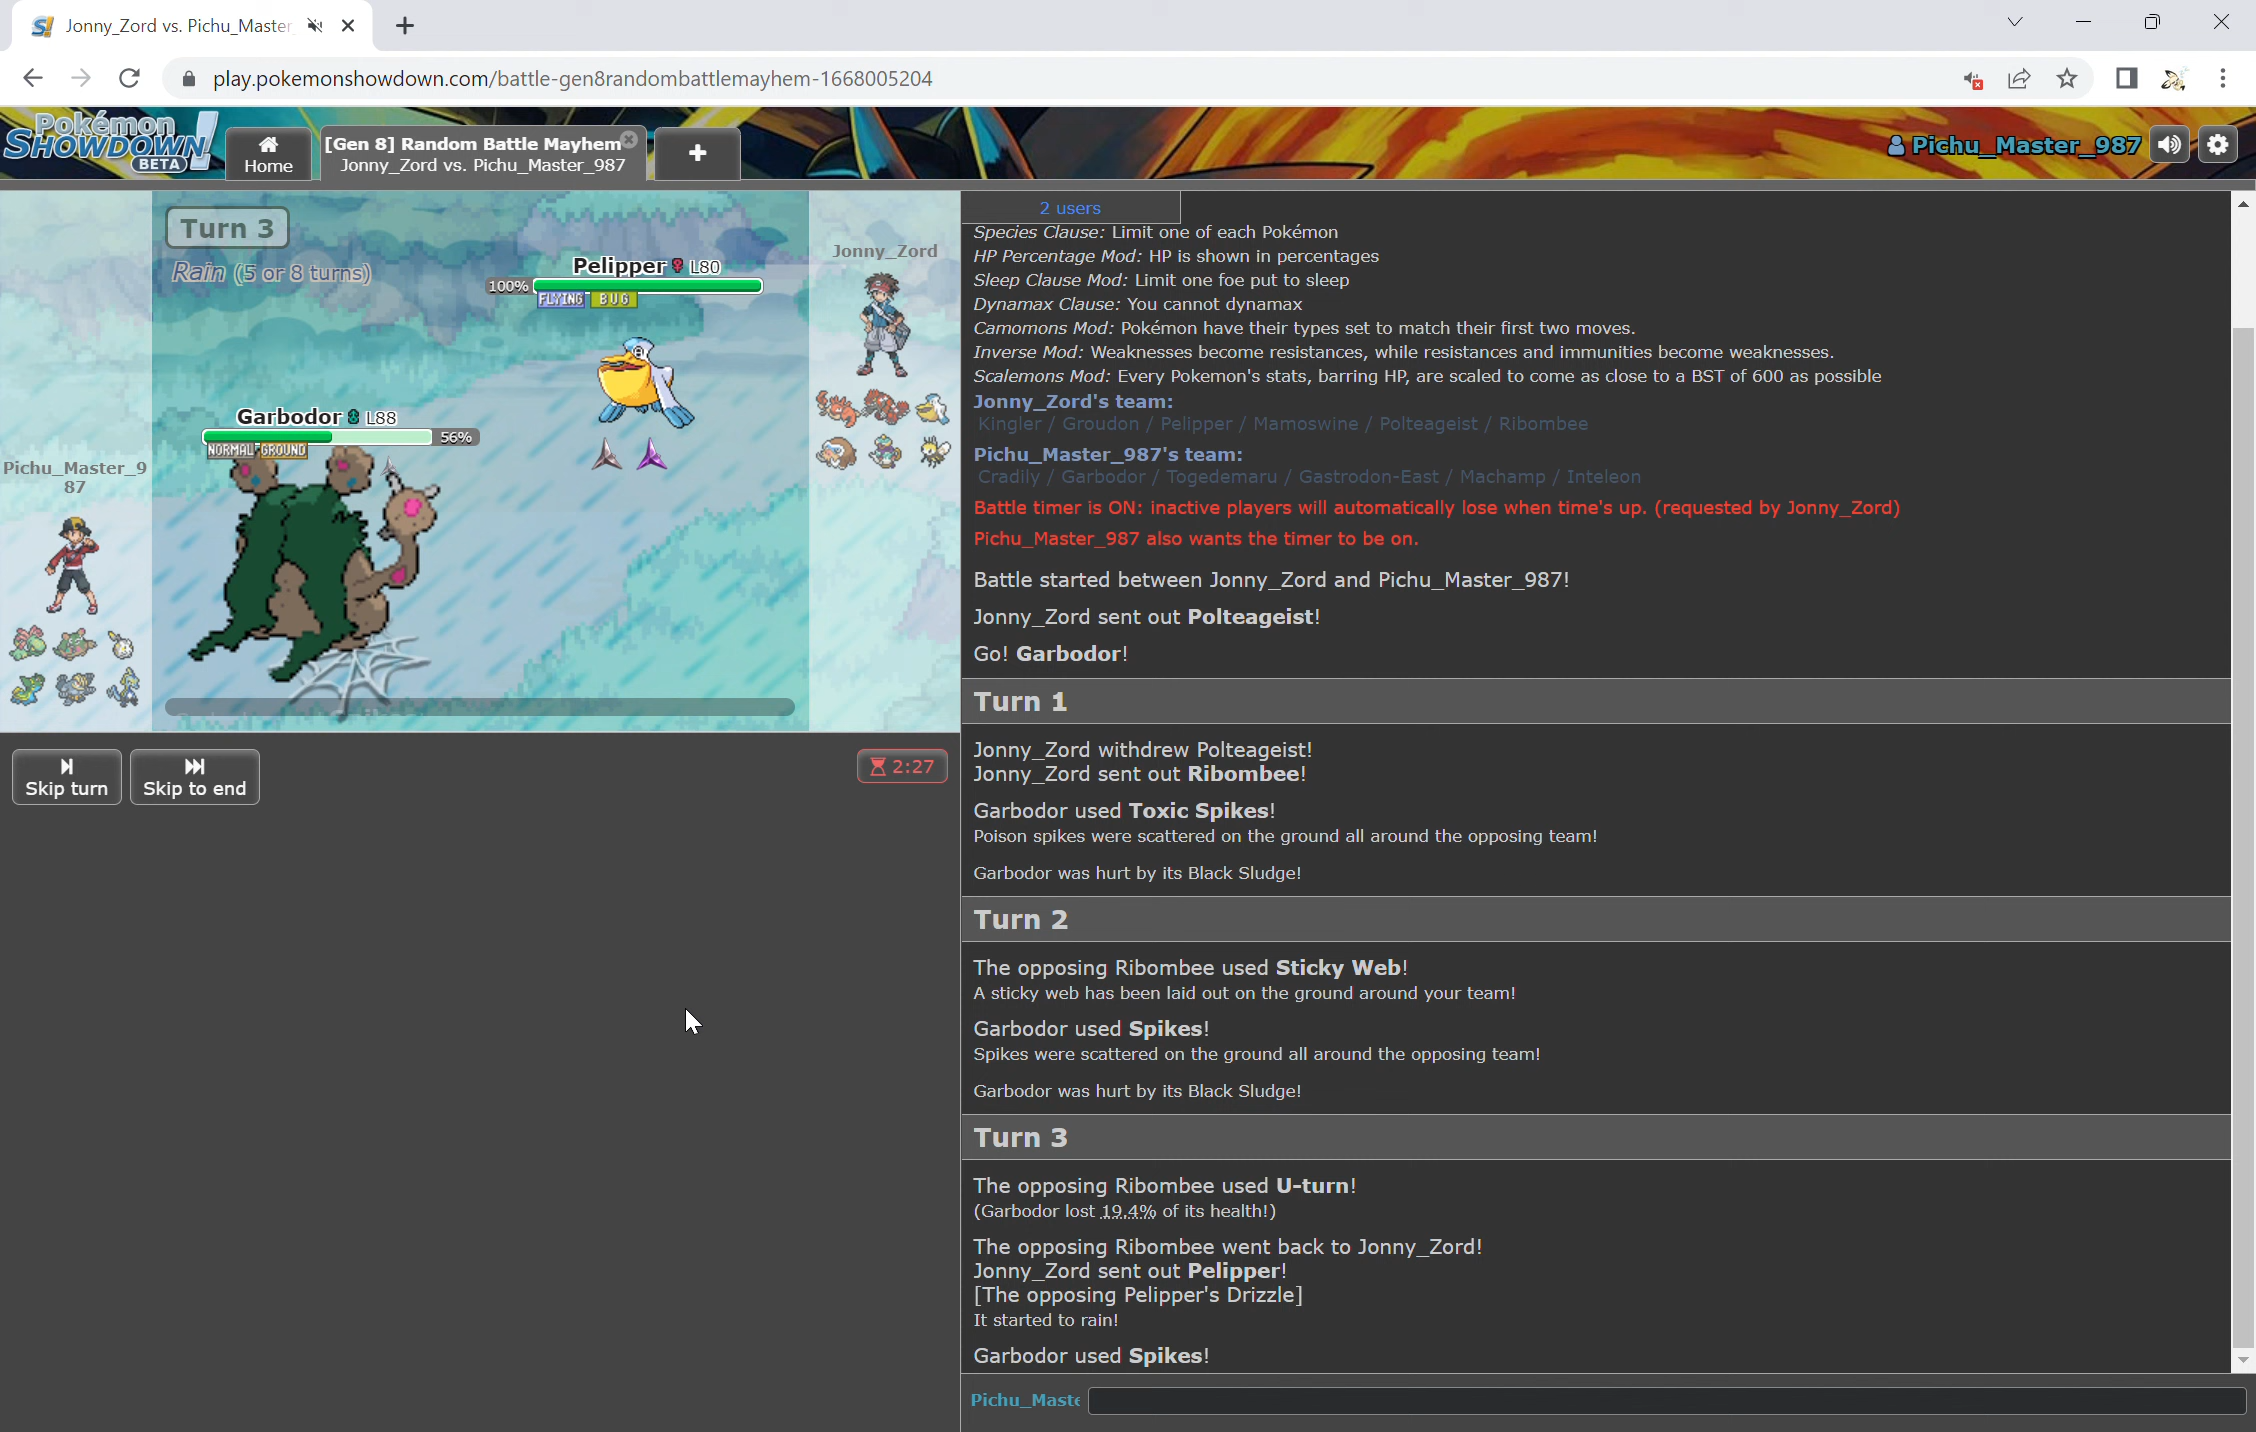 Jonny_Zord vs. Pichu_Master
play.pokemonshowdown.com/battle-gen8randombattlemayhem-1668005204
Pokémon
SHOWDOWN!
BETA
Home
[Gen 8] Random Battle Mayhem
Jonny_Zord vs. Pichu_Master_987
Pichu_Master_987
Turn 3
Rain (5 or 8 turns)
Pelipper L80
100%
FLYING BUG
Garbodor L88
56%
NORMAL GROUND
Jonny_Zord
Pichu_Master_9
87
Skip turn
Skip to end
2:27
2 users
Species Clause: Limit one of each Pokémon
HP Percentage Mod: HP is shown in percentages
Sleep Clause Mod: Limit one foe put to sleep
Dynamax Clause: You cannot dynamax
Camomons Mod: Pokémon have their types set to match their first two moves.
Inverse Mod: Weaknesses become resistances, while resistances and immunities become weaknesses.
Scalemons Mod: Every Pokemon's stats, barring HP, are scaled to come as close to a BST of 600 as possible
Jonny_Zord's team:
Kingler / Groudon / Pelipper / Mamoswine / Polteageist / Ribombee
Pichu_Master_987's team:
Cradily / Garbodor / Togedemaru / Gastrodon-East / Machamp / Inteleon
Battle timer is ON: inactive players will automatically lose when time's up. (requested by Jonny_Zord)
Pichu_Master_987 also wants the timer to be on.
Battle started between Jonny_Zord and Pichu_Master_987!
Jonny_Zord sent out Polteageist!
Go! Garbodor!
Turn 1
Jonny_Zord withdrew Polteageist!
Jonny_Zord sent out Ribombee!
Garbodor used Toxic Spikes!
Poison spikes were scattered on the ground all around the opposing team!
Garbodor was hurt by its Black Sludge!
Turn 2
The opposing Ribombee used Sticky Web!
A sticky web has been laid out on the ground around your team!
Garbodor used Spikes!
Spikes were scattered on the ground all around the opposing team!
Garbodor was hurt by its Black Sludge!
Turn 3
The opposing Ribombee used U-turn!
(Garbodor lost 19.4% of its health!)
The opposing Ribombee went back to Jonny_Zord!
Jonny_Zord sent out Pelipper!
[The opposing Pelipper's Drizzle]
It started to rain!
Garbodor used Spikes!
Pichu_Maste